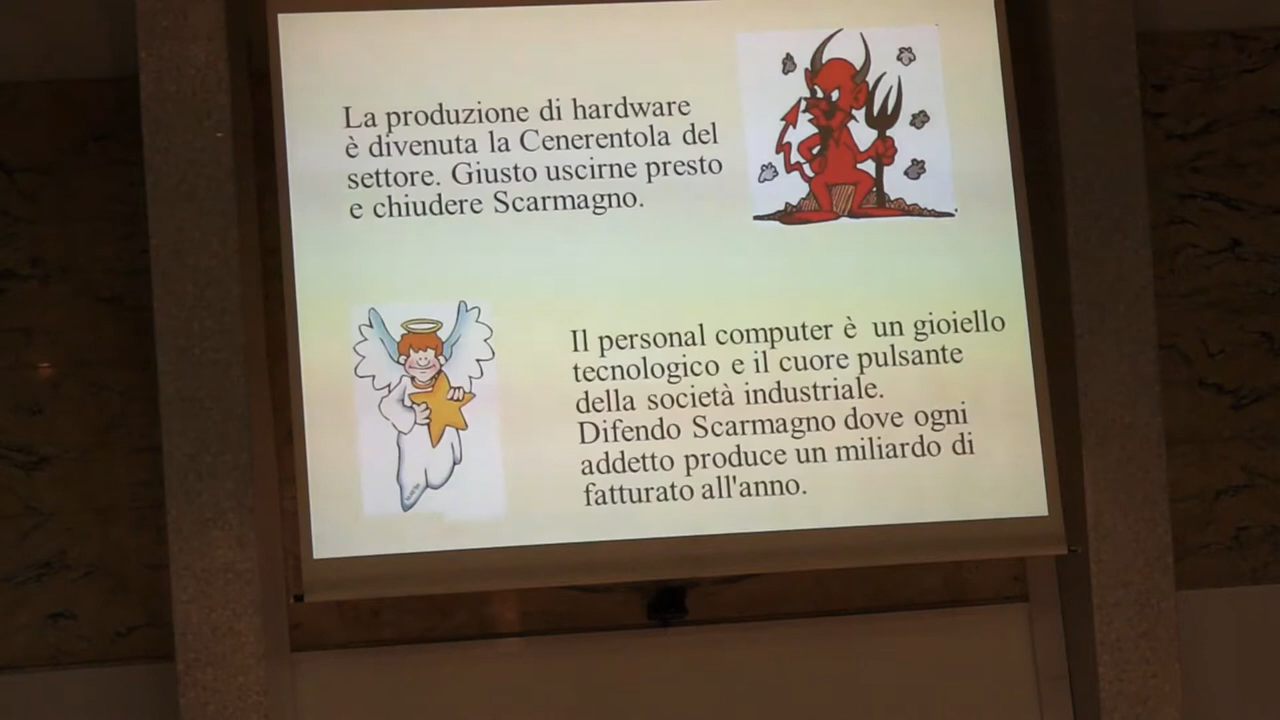 La produzione di hardware
è divenuta la Cenerentola del
settore. Giusto uscirne presto
e chiudere Scarmagno.
Il personal computer è un gioiello
tecnologico e il cuore pulsante
della società industriale.
Difendo Scarmagno dove ogni
addetto produce un miliardo di
fatturato all'anno.